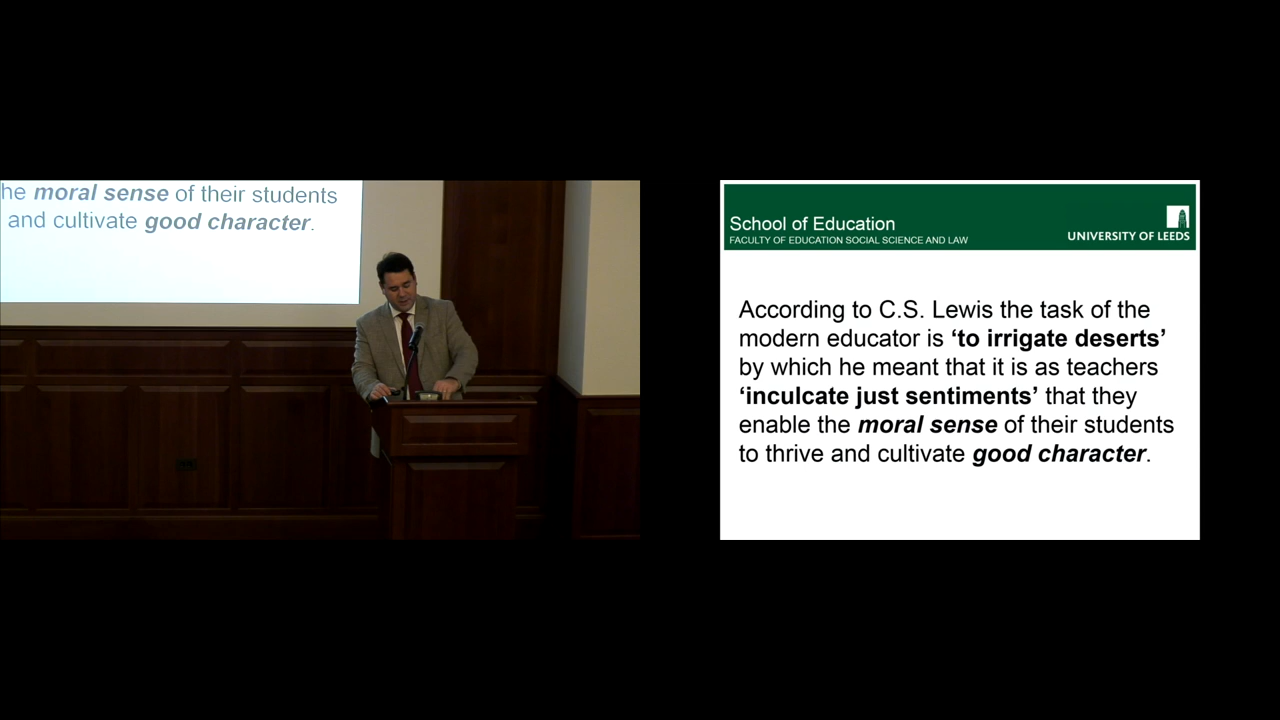 he moral sense of their students
and cultivate good character.
School of Education
FACULTY OF EDUCATION SOCIAL SCIENCE AND LAW
UNIVERSITY OF LEEDS
According to C.S. Lewis the task of the
modern educator is ‘to irrigate deserts’
by which he meant that it is as teachers
‘inculcate just sentiments’ that they
enable the moral sense of their students
to thrive and cultivate good character.